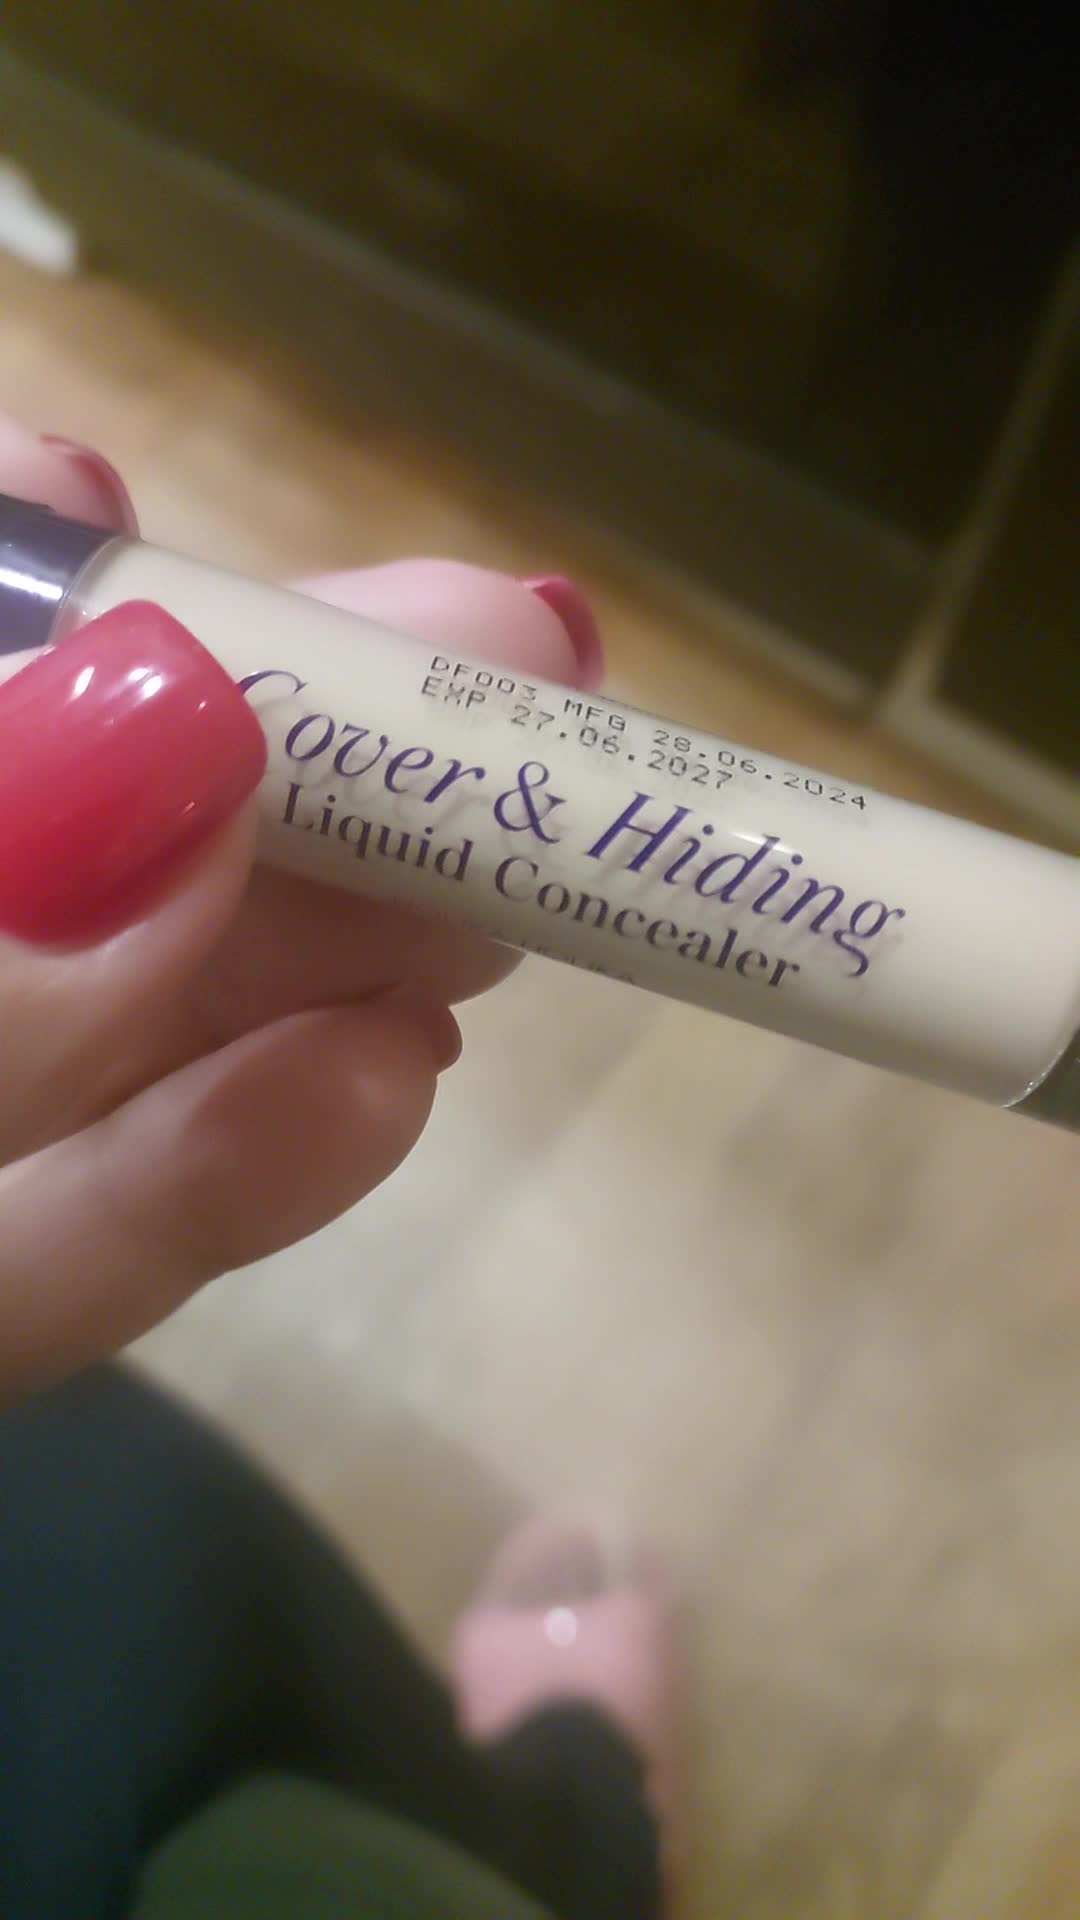 DF003 MFG 28.06.2024
EXP 27.06.2027
Cover & Hiding
Liquid Concealer